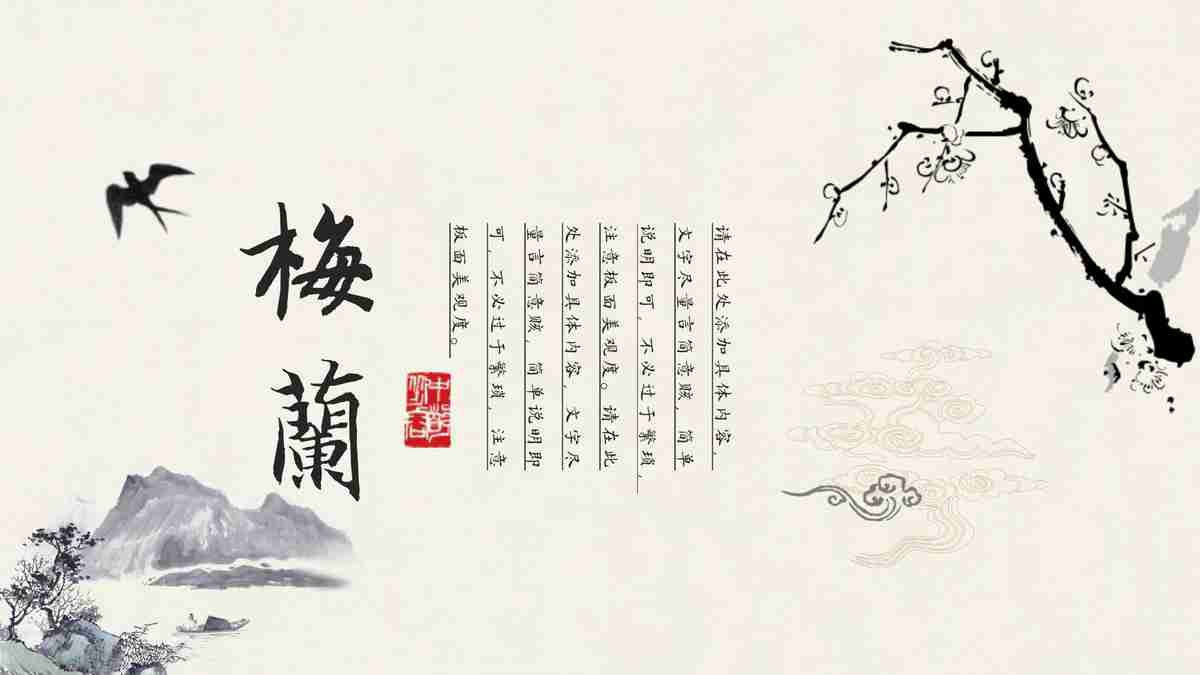 请在此处添加具体内容，
文字尽量言简意赅，简单
说明即可，不必过于繁琐，
注意板面美观度。请在此
处添加具体内容，文字尽
量言简意赅，简单说明即
可，不必过于繁琐，注意
板面美观度。
梅蘭